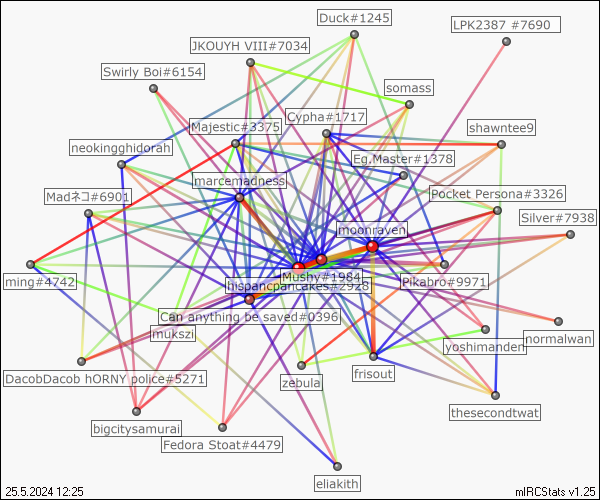 Duck#1245
LPK2387 #7690
JKOUYH VIII#7034
Swirly Boi#6154
somass
Cypha#1717
Majestic#3375
shawntee9
neokingghidorah
Eg.Master#1378
marcemadness
Pocket Persona#3326
Madネコ#6901
Silver#7938
moonraven
Mushy#1984
ming#4742
hispancpancakes#2928
Pikabro#9971
Can anything be saved#0396
mukszi
yoshimanden
normalwan
DacobDacob hORNY police#5271
zebula
frisout
thesecondtwat
bigcitysamurai
Fedora Stoat#4479
eliakith
25.5.2024 12:25
mIRCStats v1.25